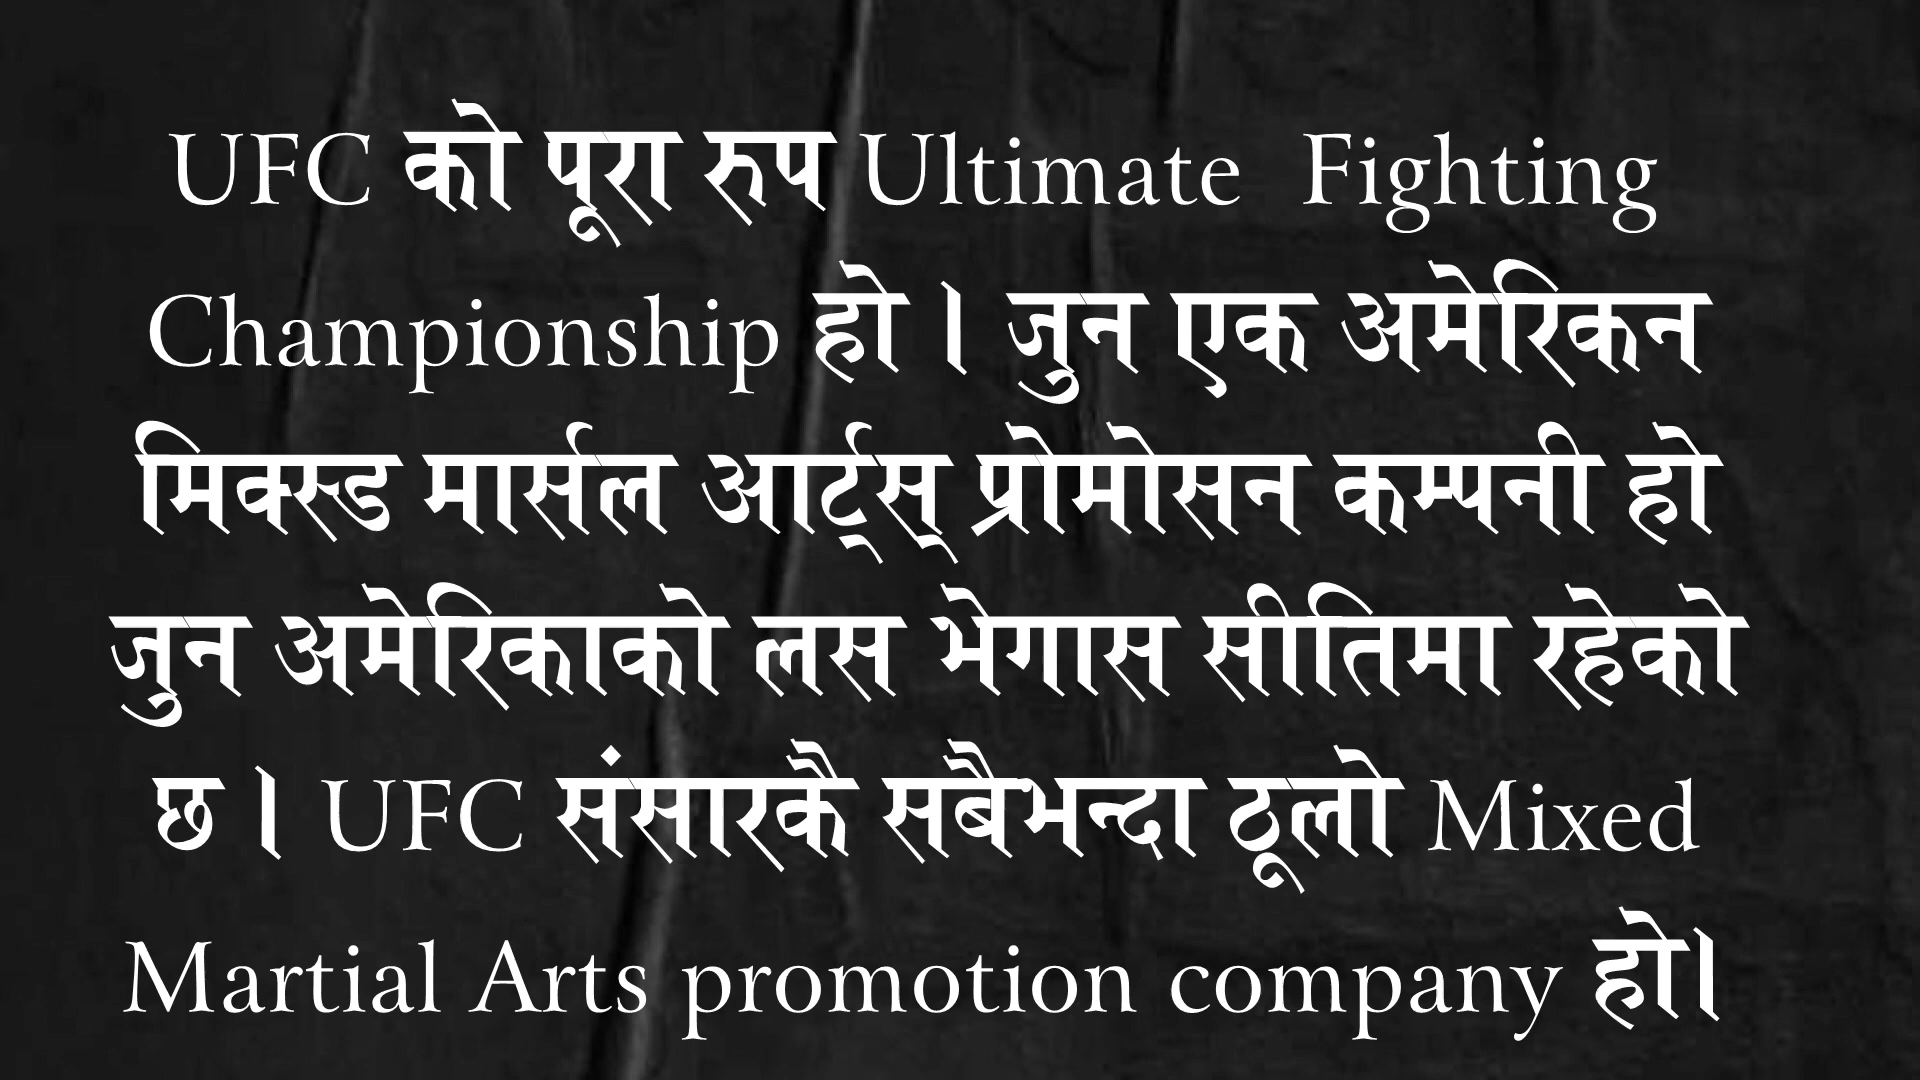 UFC को पूरा रुप Ultimate Fighting
Championship हो । जुन एक अमेरिकन
मिक्स्ड मार्सल आर्ट्स् प्रोमोसन कम्पनी हो
जुन अमेरिकाको लस भेगास सीतिमा रहेको
छ । UFC संसारकै सबैभन्दा ठूलो Mixed
Martial Arts promotion company हो।